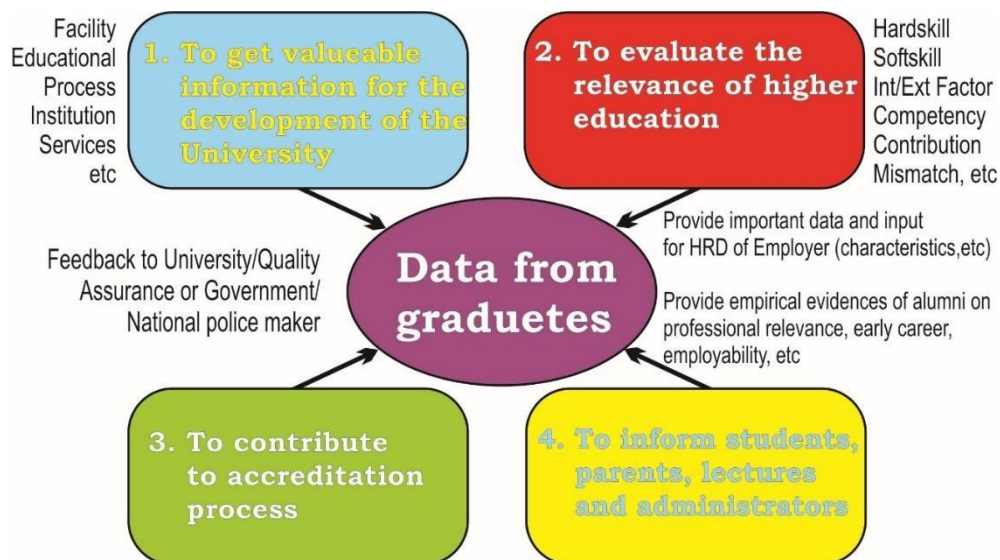 Facility
Educational
Process
Institution
Services
etc
1. To get valueable
information for the
development of the
University
2. To evaluate the
relevance of higher
education
Hardskill
Softskill
Int/Ext Factor
Competency
Contribution
Mismatch, etc
Feedback to University/Quality
Assurance or Government/
National police maker
Data from
graduetes
Provide important data and input
for HRD of Employer (characteristics,etc)
Provide empirical evidences of alumni on
professional relevance, early career,
employability, etc
3. To contribute
to accreditation
process
4. To inform students,
parents, lectures
and administrators